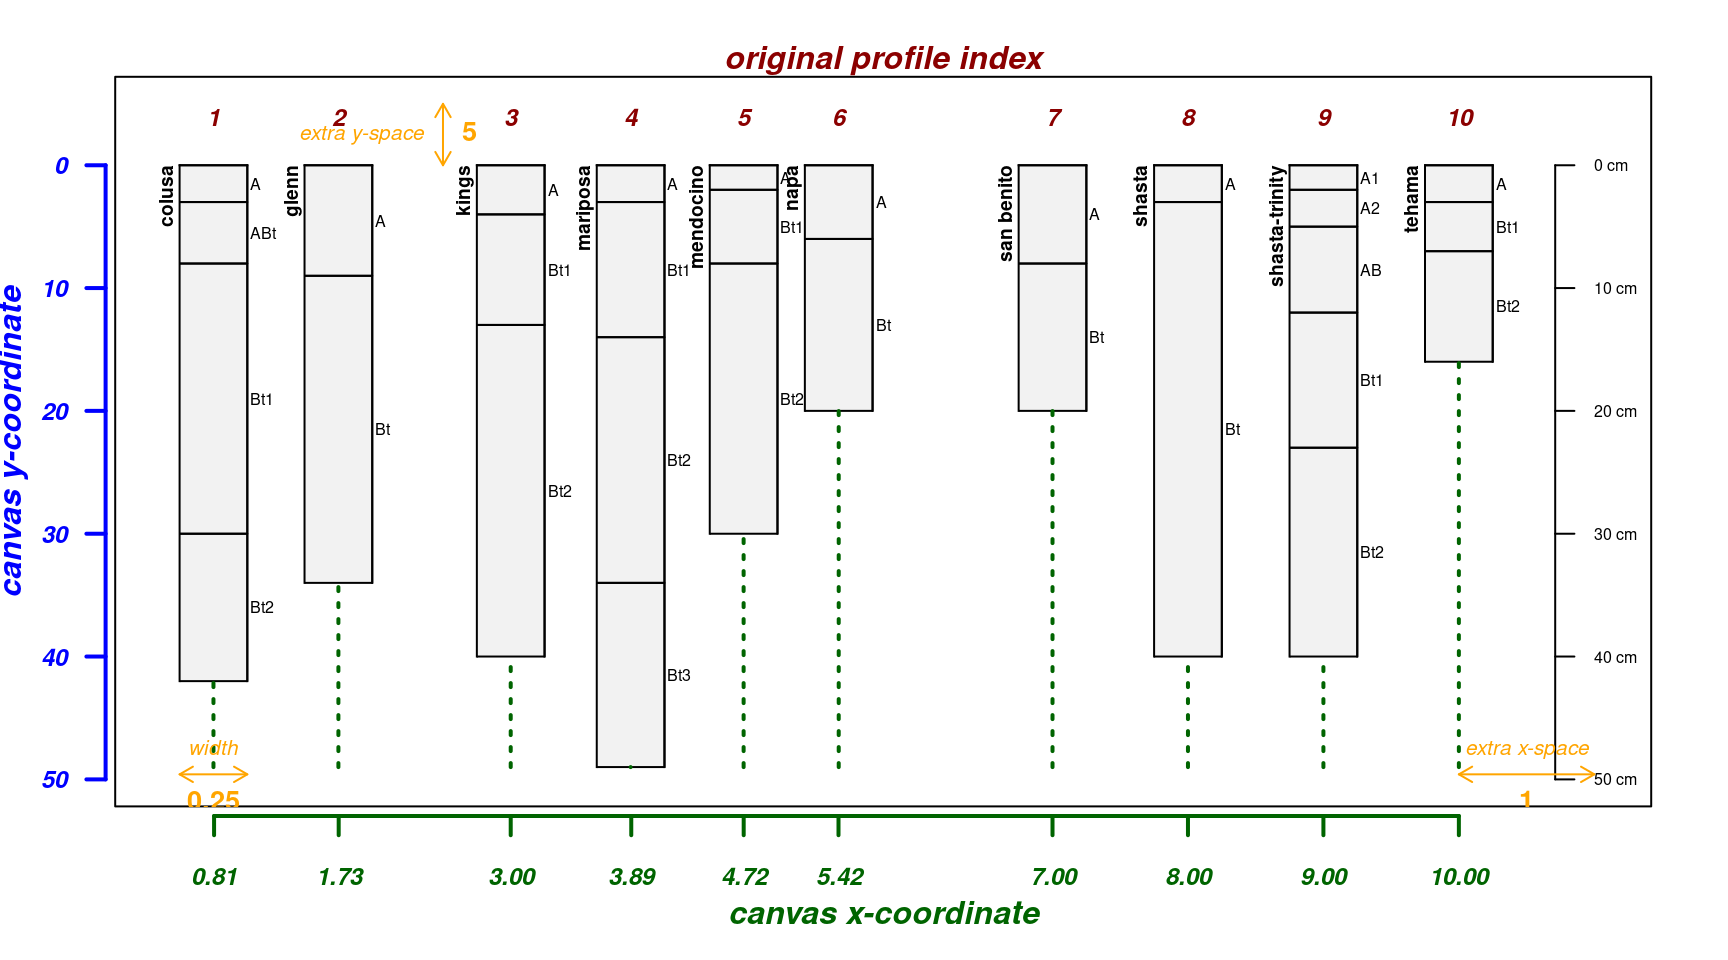 original profile index
1 2 3 4 5 6 7 8 9 10
extra y-space 5
canvas y-coordinate
0
10
20
30
40
50
colusa
A
ABt
Bt1
Bt2
glenn
A
Bt
kings
A
Bt1
Bt2
mariposa
A
Bt1
Bt2
Bt3
mendocino
A
Bt1
Bt2
napa
A
Bt
san benito
A
Bt
shasta
A
Bt
shasta-trinity
A1
A2
AB
Bt1
Bt2
tehama
A
Bt1
Bt2
0 cm
10 cm
20 cm
30 cm
40 cm
50 cm
width
0.25
extra x-space
1
0.81 1.73 3.00 3.89 4.72 5.42 7.00 8.00 9.00 10.00
canvas x-coordinate